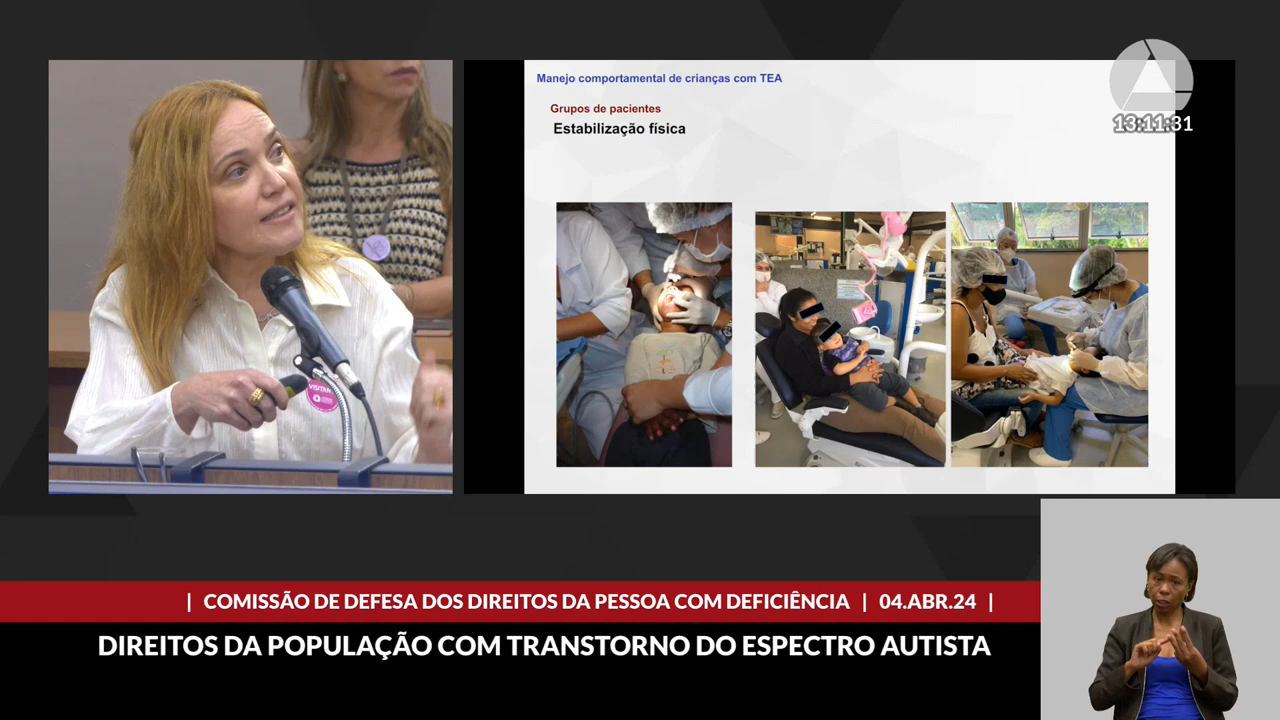 Manejo comportamental de crianças com TEA
13:11:31
Grupos de pacientes
Estabilização física
VISITAN
| COMISSÃO DE DEFESA DOS DIREITOS DA PESSOA COM DEFICIÊNCIA | 04.ABR.24 |
DIREITOS DA POPULAÇÃO COM TRANSTORNO DO ESPECTRO AUTISTA